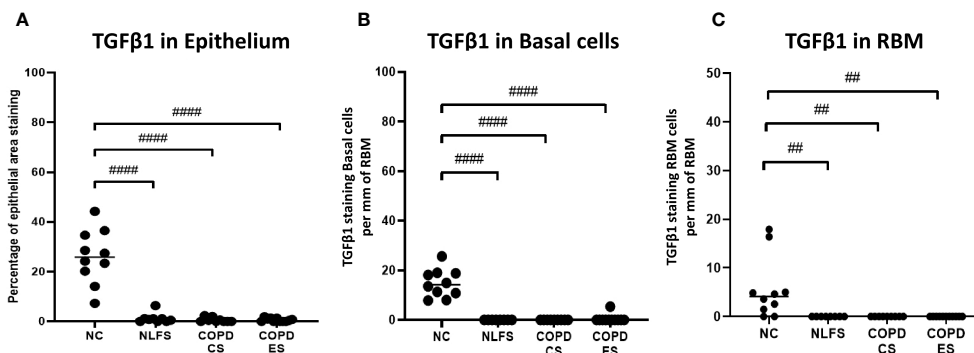 A
TGFβ1 in Epithelium
Percentage of epithelial area staining
100
80
60
40
20
0
####
####
####
NC
NLFS
COPD
CS
COPD
ES
B
TGFβ1 in Basal cells
TGFβ1 staining Basal cells
per mm of RBM
100
80
60
40
20
0
####
####
####
NC
NLFS
COPD
CS
COPD
ES
C
TGFβ1 in RBM
TGFβ1 staining RBM cells
per mm of RBM
50
40
30
20
10
0
##
##
##
NC
NLFS
COPD
CS
COPD
ES